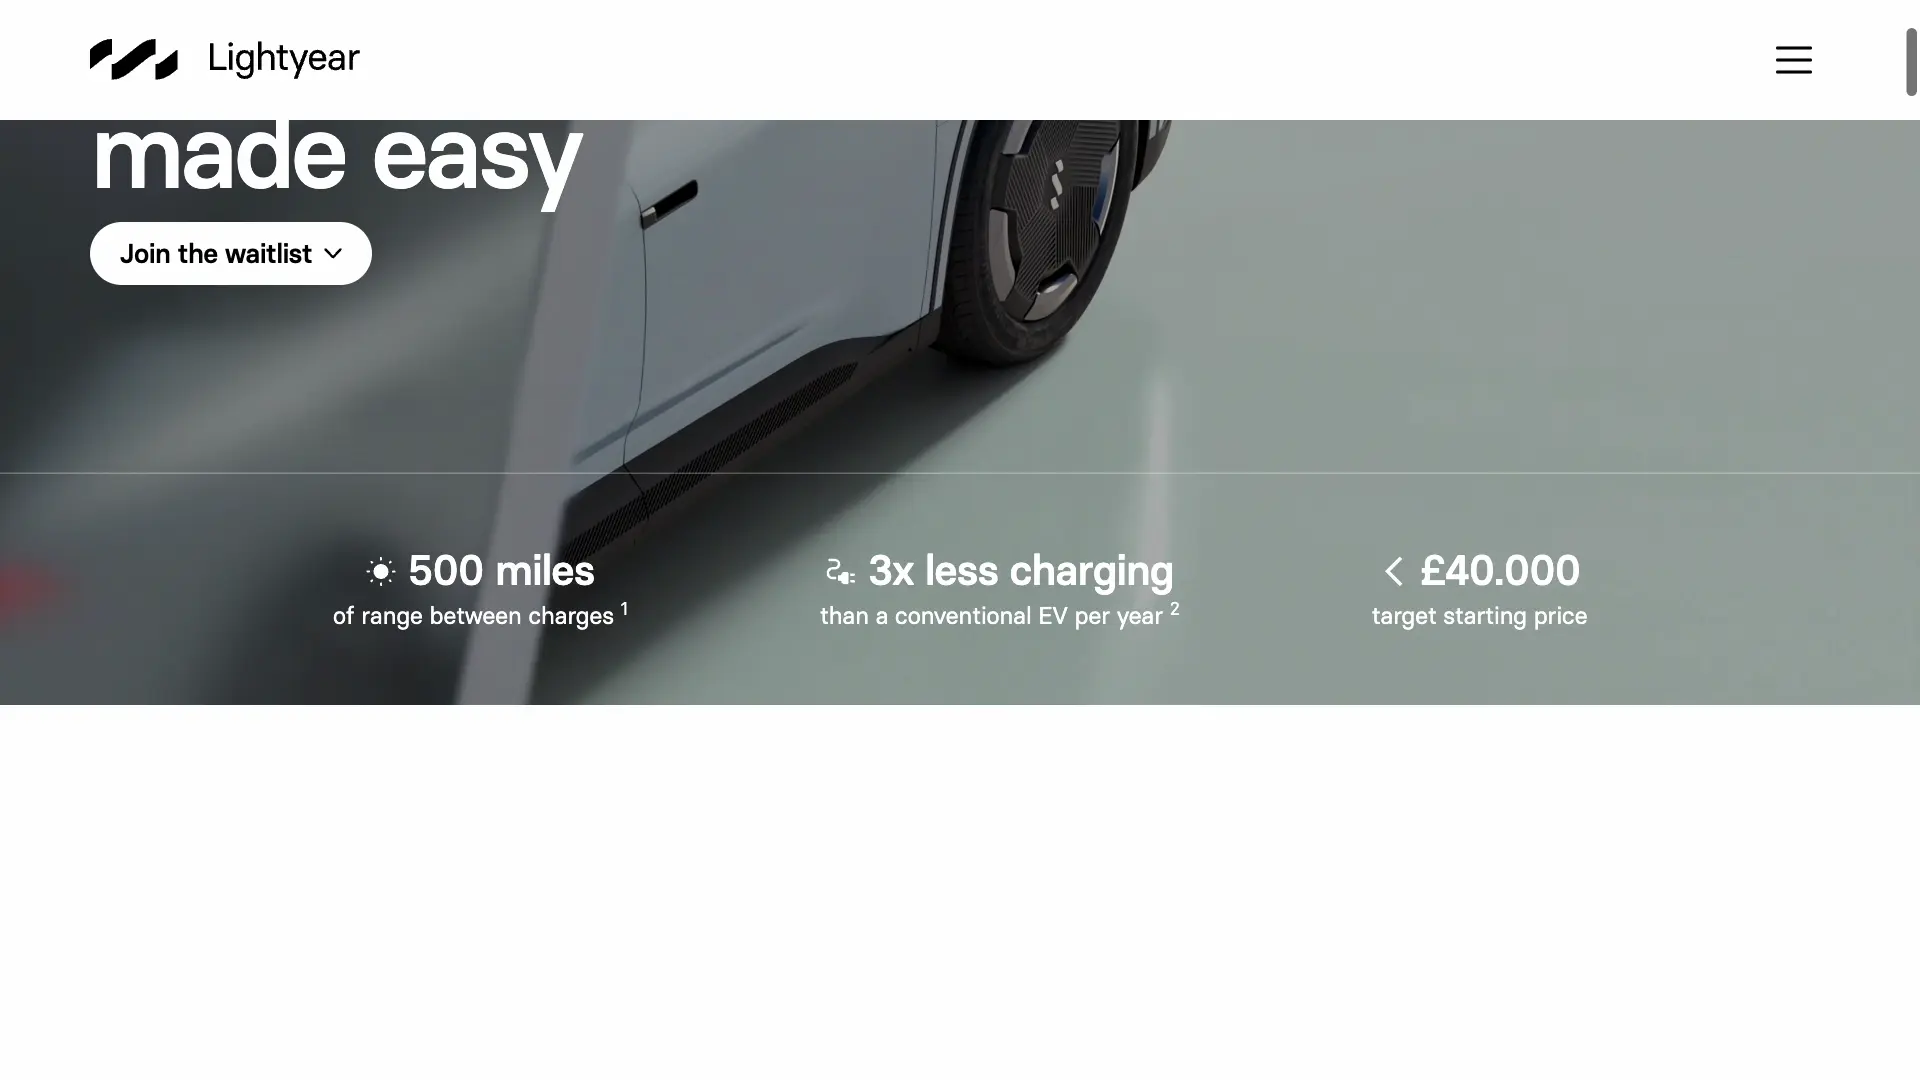 Lightyear
made easy
Join the waitlist
500 miles
of range between charges 1
3x less charging
than a conventional EV per year 2
< £40.000
target starting price